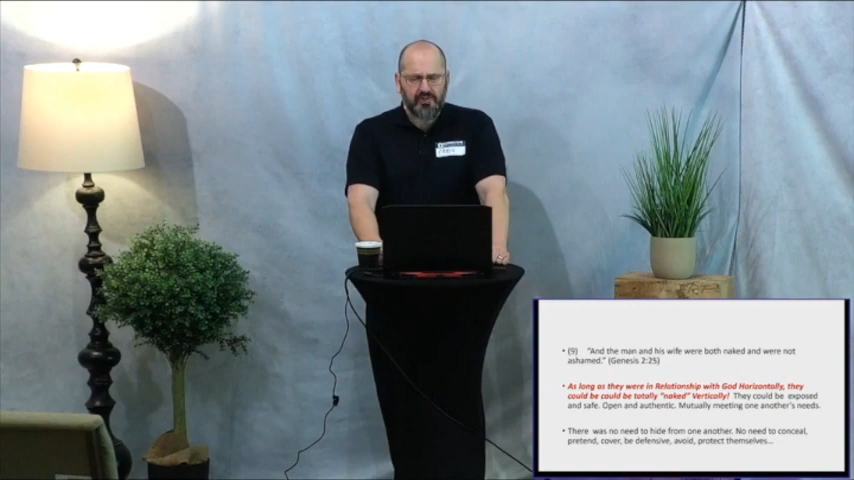 • (9) "And the man and his wife were both naked and were not
ashamed." (Genesis 2:25)
• As long as they were in Relationship with God Horizontally, they
could be could be totally "naked" Vertically! They could be exposed
and safe. Open and authentic. Mutually meeting one another's needs.
• There was no need to hide from one another. No need to conceal,
pretend, cover, be defensive, avoid, protect themselves...